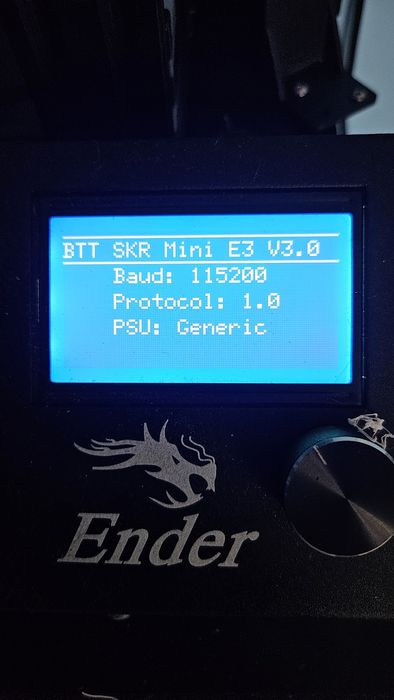 BTT SKR Mini E3 V3.0
Baud: 115200
Protocol: 1.0
PSU: Generic
Ender